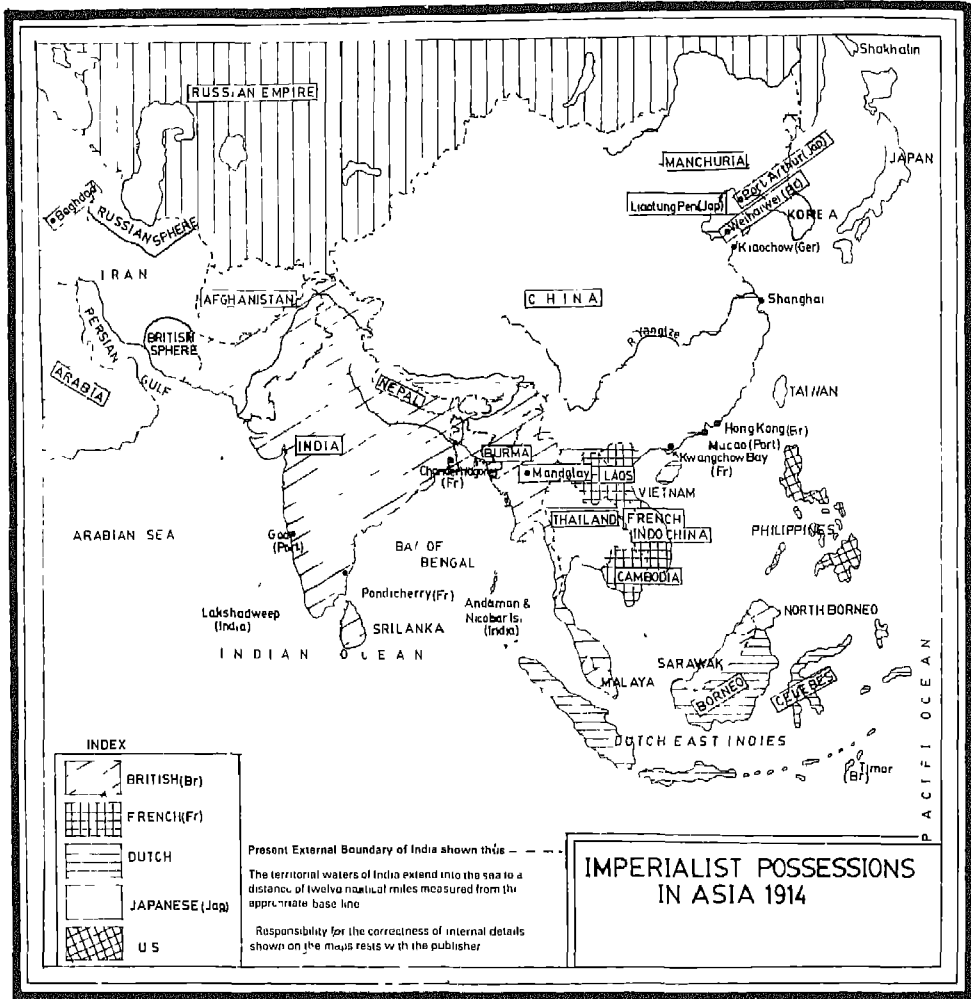 Shakhalin
RUSSIAN EMPIRE
MANCHURIA
Port Arthur (Jap)
JAPAN
Baghdad
Liaotung Pen (Jap)
Weihaiwei (Br)
KOREA
RUSSIAN SPHERE
Kiaochow (Ger)
IRAN
AFGHANISTAN
CHINA
Shanghai
PERSIAN
GULF
BRITISH
SPHERE
R. Yangtze
ARABIA
NEPAL
TAIWAN
INDIA
Hong Kong (Br)
Macao (Port)
Kwangchow Bay
(Fr)
BURMA
Chandernagore
(Fr)
Mandglay
LAOS
VIETNAM
ARABIAN SEA
Goa
(Port)
THAILAND
FRENCH
INDO CHINA
PHILIPPINES
BAY OF
BENGAL
CAMBODIA
Pondicherry (Fr)
Andaman &
Nicobar Is.
(India)
Lakshadweep
(India)
SRILANKA
NORTH BORNEO
INDIAN OCEAN
SARAWAK
MALAYA
BORNEO
CEUEBES
DUTCH EAST INDIES
Timor
(Br)
PACIFIC OCEAN
INDEX
BRITISH (Br)
FRENCH (Fr)
DUTCH
JAPANESE (Jap)
US
Present External Boundary of India shown thus
The territorial waters of India extend into the sea to a
distance of twelve nautical miles measured from the
appropriate base line
Responsibility for the correctness of internal details
shown on the maps rests with the publisher
IMPERIALIST POSSESSIONS
IN ASIA 1914